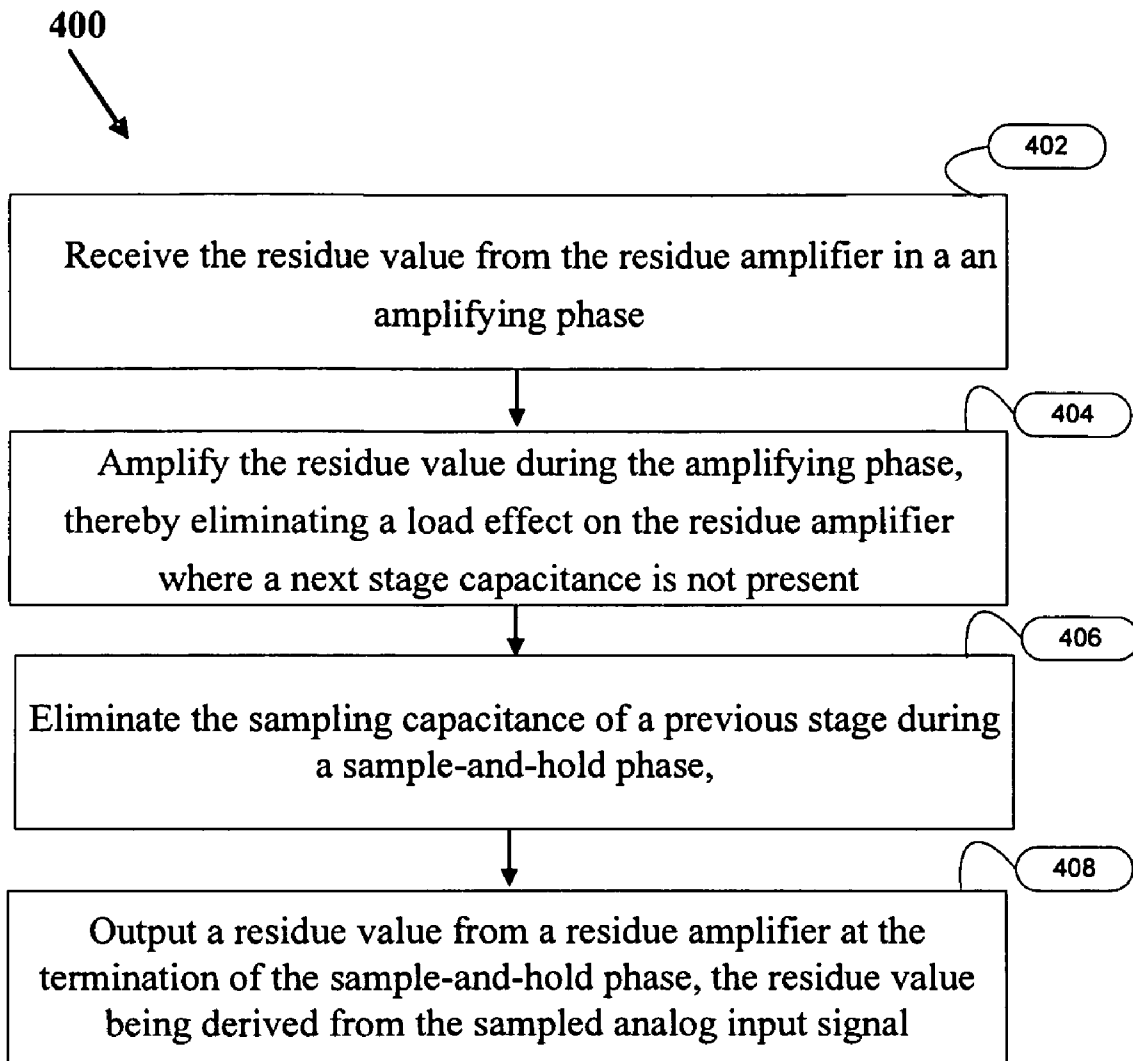 400
402
Receive the residue value from the residue amplifier in a an
amplifying phase
404
Amplify the residue value during the amplifying phase,
thereby eliminating a load effect on the residue amplifier
where a next stage capacitance is not present
406
Eliminate the sampling capacitance of a previous stage during
a sample-and-hold phase,
408
Output a residue value from a residue amplifier at the
termination of the sample-and-hold phase, the residue value
being derived from the sampled analog input signal